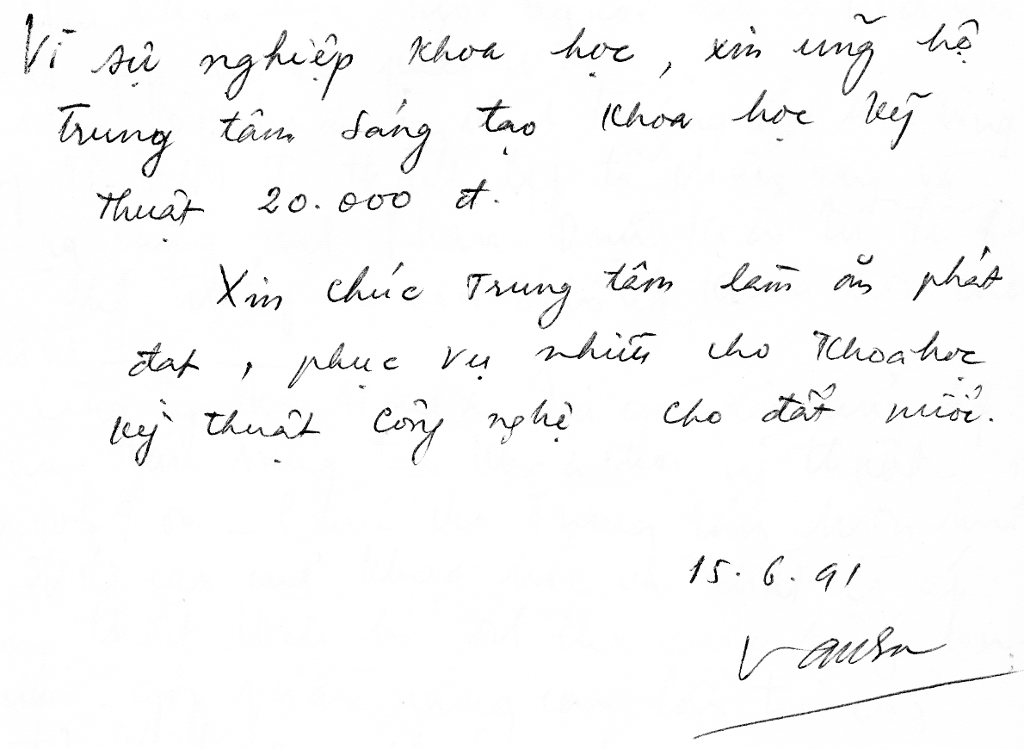 Vì sự nghiệp khoa học, xin ủng hộ
Trung tâm Sáng tạo Khoa học kỹ
thuật 20.000 đ.
Xin chúc Trung tâm làm ăn phát
đạt, phục vụ nhiều cho Khoa học
kỹ thuật công nghệ cho đất nước.
15.6.91